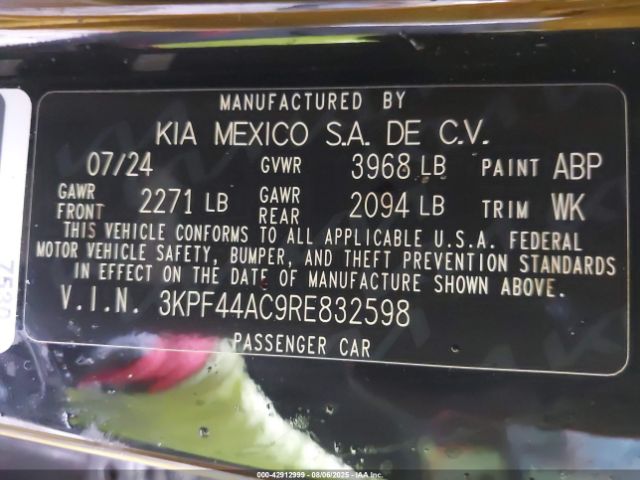 MANUFACTURED BY
KIA MEXICO S.A. DE C.V.
07/24 GVWR 3968 LB PAINT ABP
GAWR FRONT 2271 LB GAWR REAR 2094 LB TRIM WK
THIS VEHICLE CONFORMS TO ALL APPLICABLE U.S.A. FEDERAL
MOTOR VEHICLE SAFETY, BUMPER, AND THEFT PREVENTION STANDARDS
IN EFFECT ON THE DATE OF MANUFACTURE SHOWN ABOVE.
V.I.N. 3KPF44AC9RE832598
PASSENGER CAR
000-42912999 | 08/06/2025 | IAA Inc.